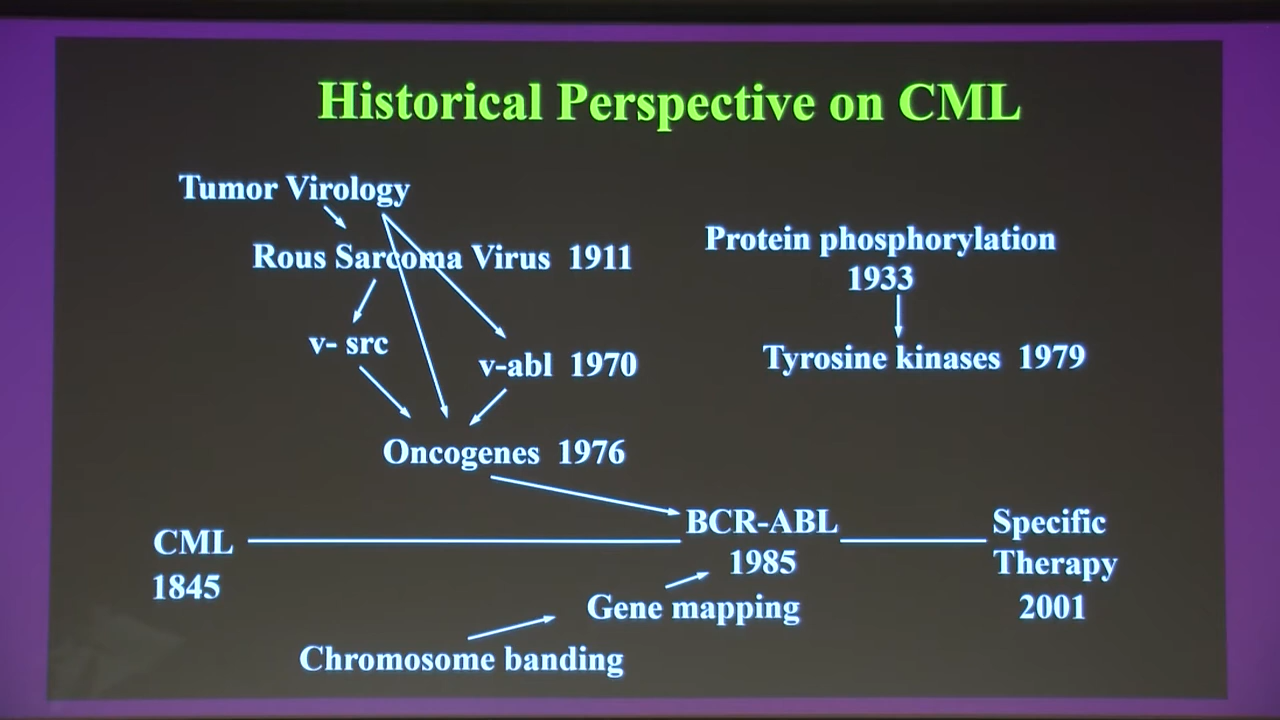 Historical Perspective on CML
Tumor Virology
Rous Sarcoma Virus 1911
Protein phosphorylation
1933
v- src
v-abl 1970
Tyrosine kinases 1979
Oncogenes 1976
CML
1845
BCR-ABL
1985
Specific
Therapy
2001
Gene mapping
Chromosome banding